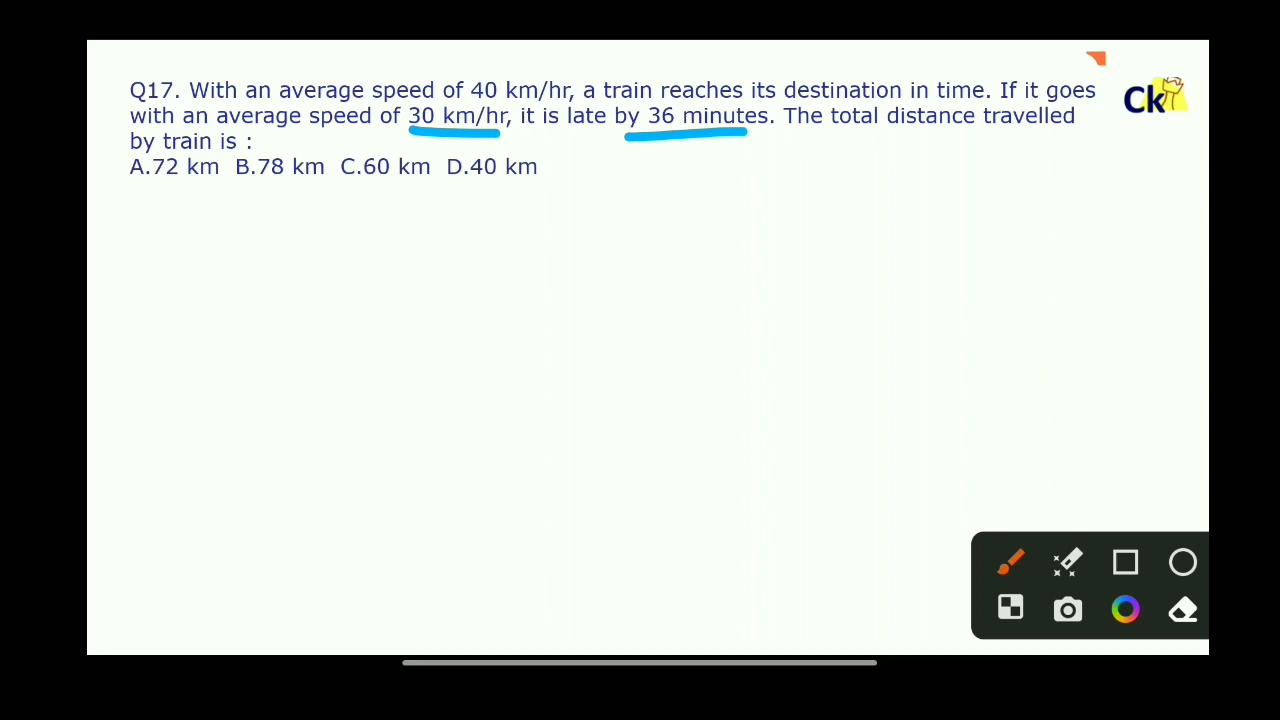 Q17. With an average speed of 40 km/hr, a train reaches its destination in time. If it goes
with an average speed of 30 km/hr, it is late by 36 minutes. The total distance travelled
by train is :
A.72 km B.78 km C.60 km D.40 km
Ck